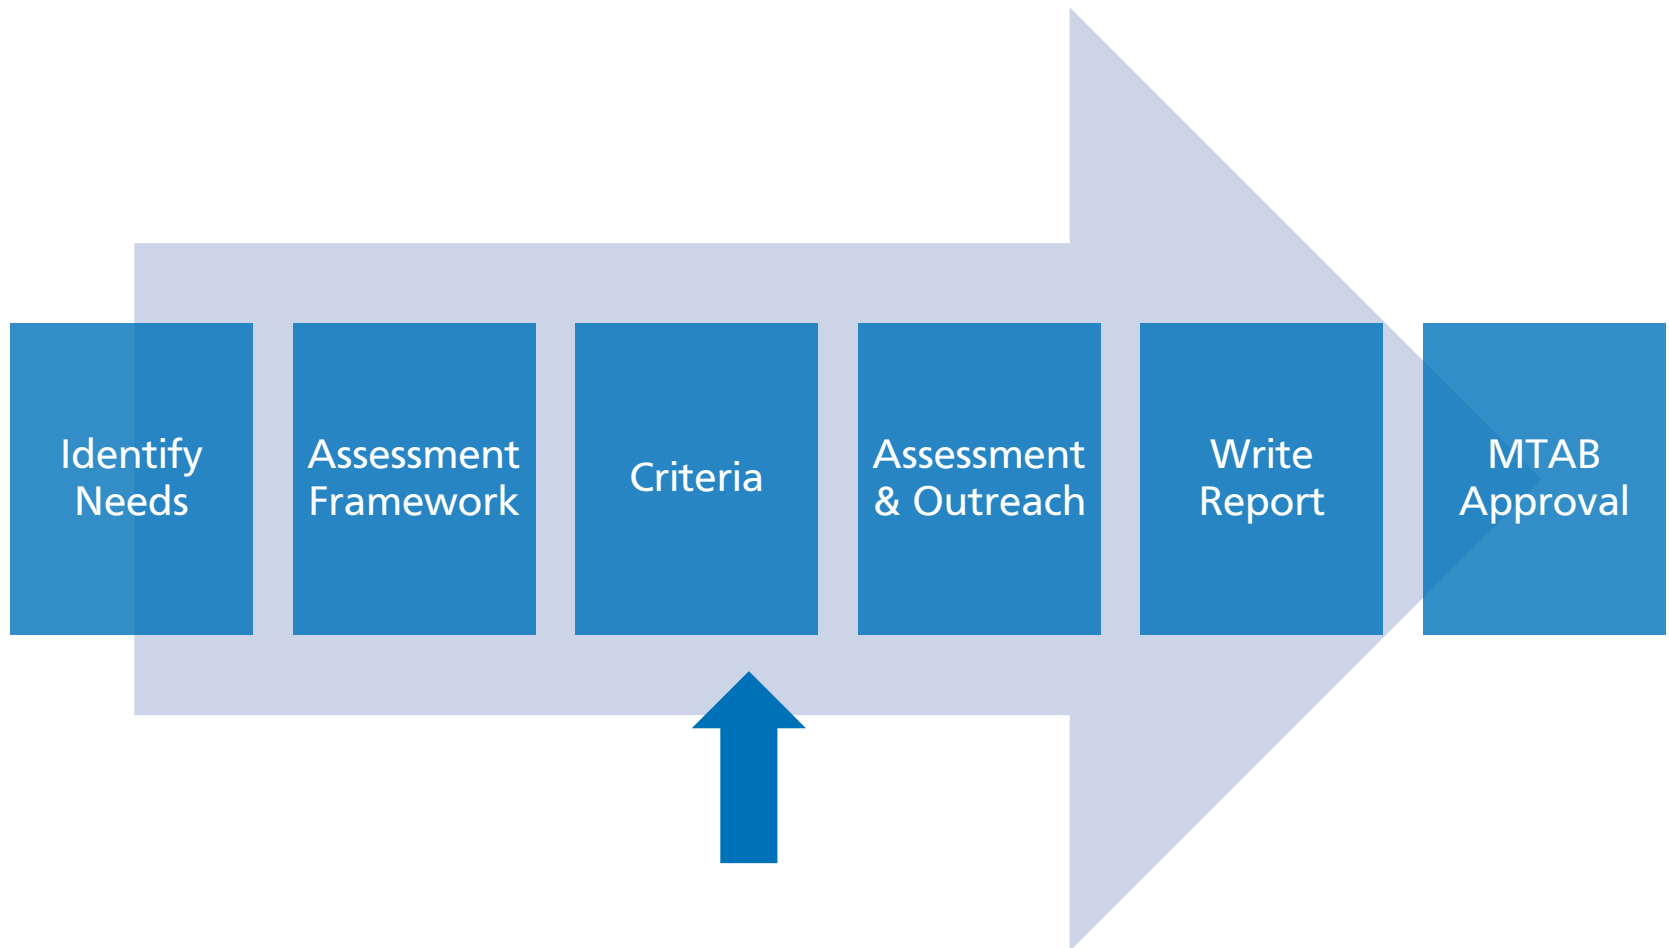 Identify
Needs
Assessment
Framework
Criteria
Assessment
& Outreach
Write
Report
MTAB
Approval